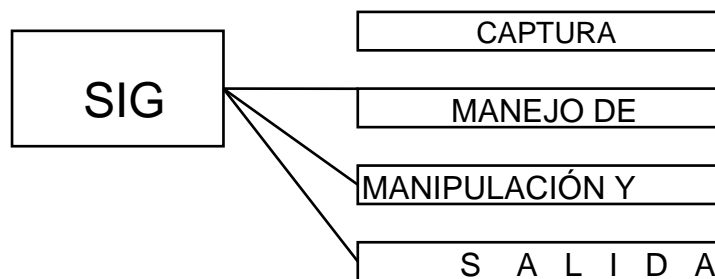 SIG
CAPTURA
MANEJO DE
MANIPULACIÓN Y
S A L I D A